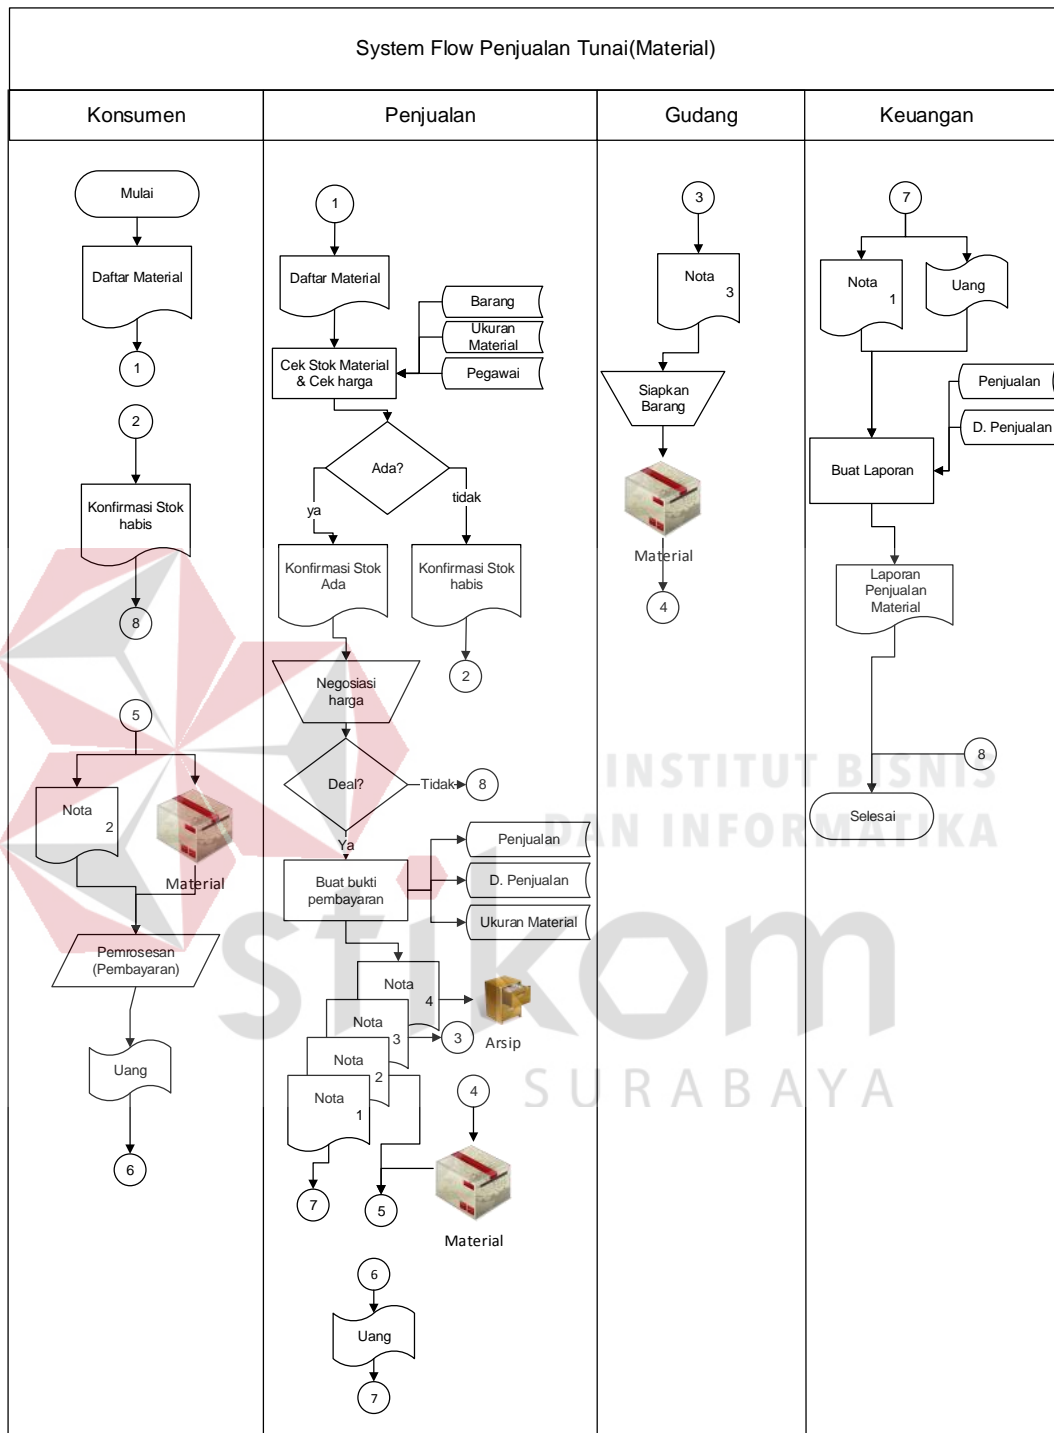 System Flow Penjualan Tunai(Material)
Konsumen
Penjualan
Gudang
Keuangan
Mulai
Daftar Material
1
2
Konfirmasi Stok
habis
8
5
Nota
2
Material
Pemrosesan
(Pembayaran)
Uang
6
1
Daftar Material
Barang
Ukuran
Material
Pegawai
Cek Stok Material
& Cek harga
Ada?
ya
tidak
Konfirmasi Stok
Ada
Konfirmasi Stok
habis
2
Negosiasi
harga
Deal?
Tidak
8
Ya
Buat bukti
pembayaran
Penjualan
D. Penjualan
Ukuran Material
Nota
4
Nota
3
Nota
2
Nota
1
3
Arsip
4
7
5
Material
6
Uang
7
3
Nota
3
Siapkan
Barang
Material
4
7
Nota
1
Uang
Penjualan
D. Penjualan
Buat Laporan
Laporan
Penjualan
Material
8
Selesai
INSTITUT BISNIS
DAN INFORMATIKA
stikom
SURABAYA